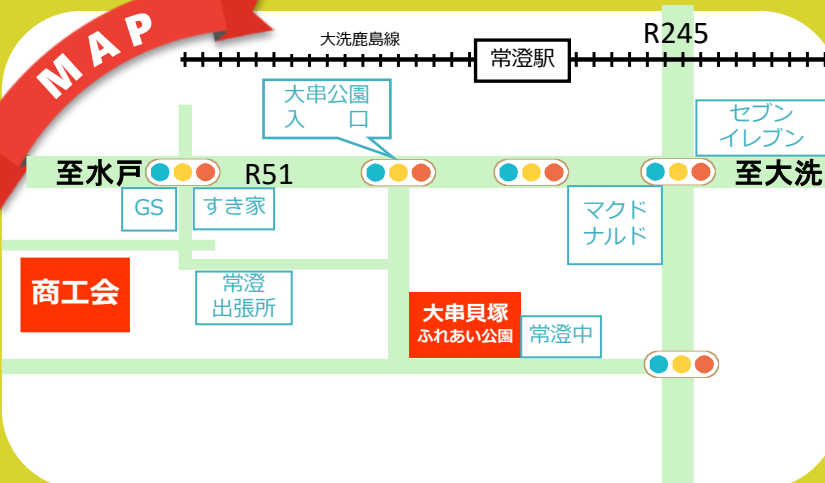 MAP
大洗鹿島線
常澄駅
R245
大串公園
入　口
セブン
イレブン
至水戸
R51
至大洗
GS
すき家
マクド
ナルド
商工会
常澄
出張所
大串貝塚
ふれあい公園
常澄中